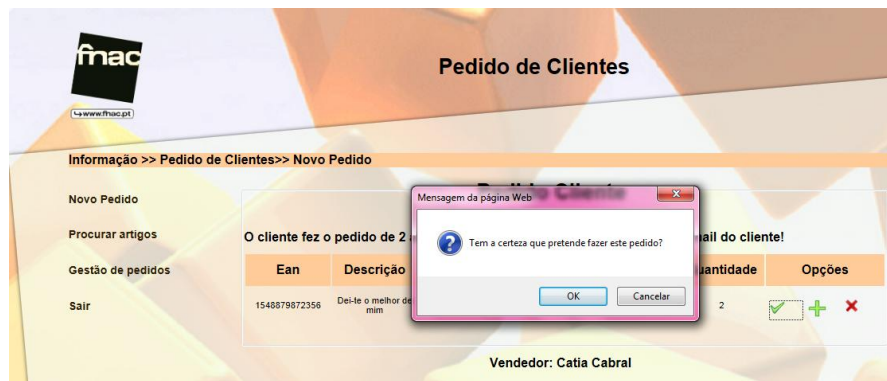 fnac
www.fnac.pt
Pedido de Clientes
Informação >> Pedido de Clientes>> Novo Pedido
Novo Pedido
Procurar artigos
Gestão de pedidos
Sair
Cliente
O cliente fez o pedido de 2 ail do cliente!
Ean Descrição uantidade Opções
1548879872356 Dei-te o melhor de
mim 2
Mensagem da página Web
Tem a certeza que pretende fazer este pedido?
OK Cancelar
Vendedor: Catia Cabral